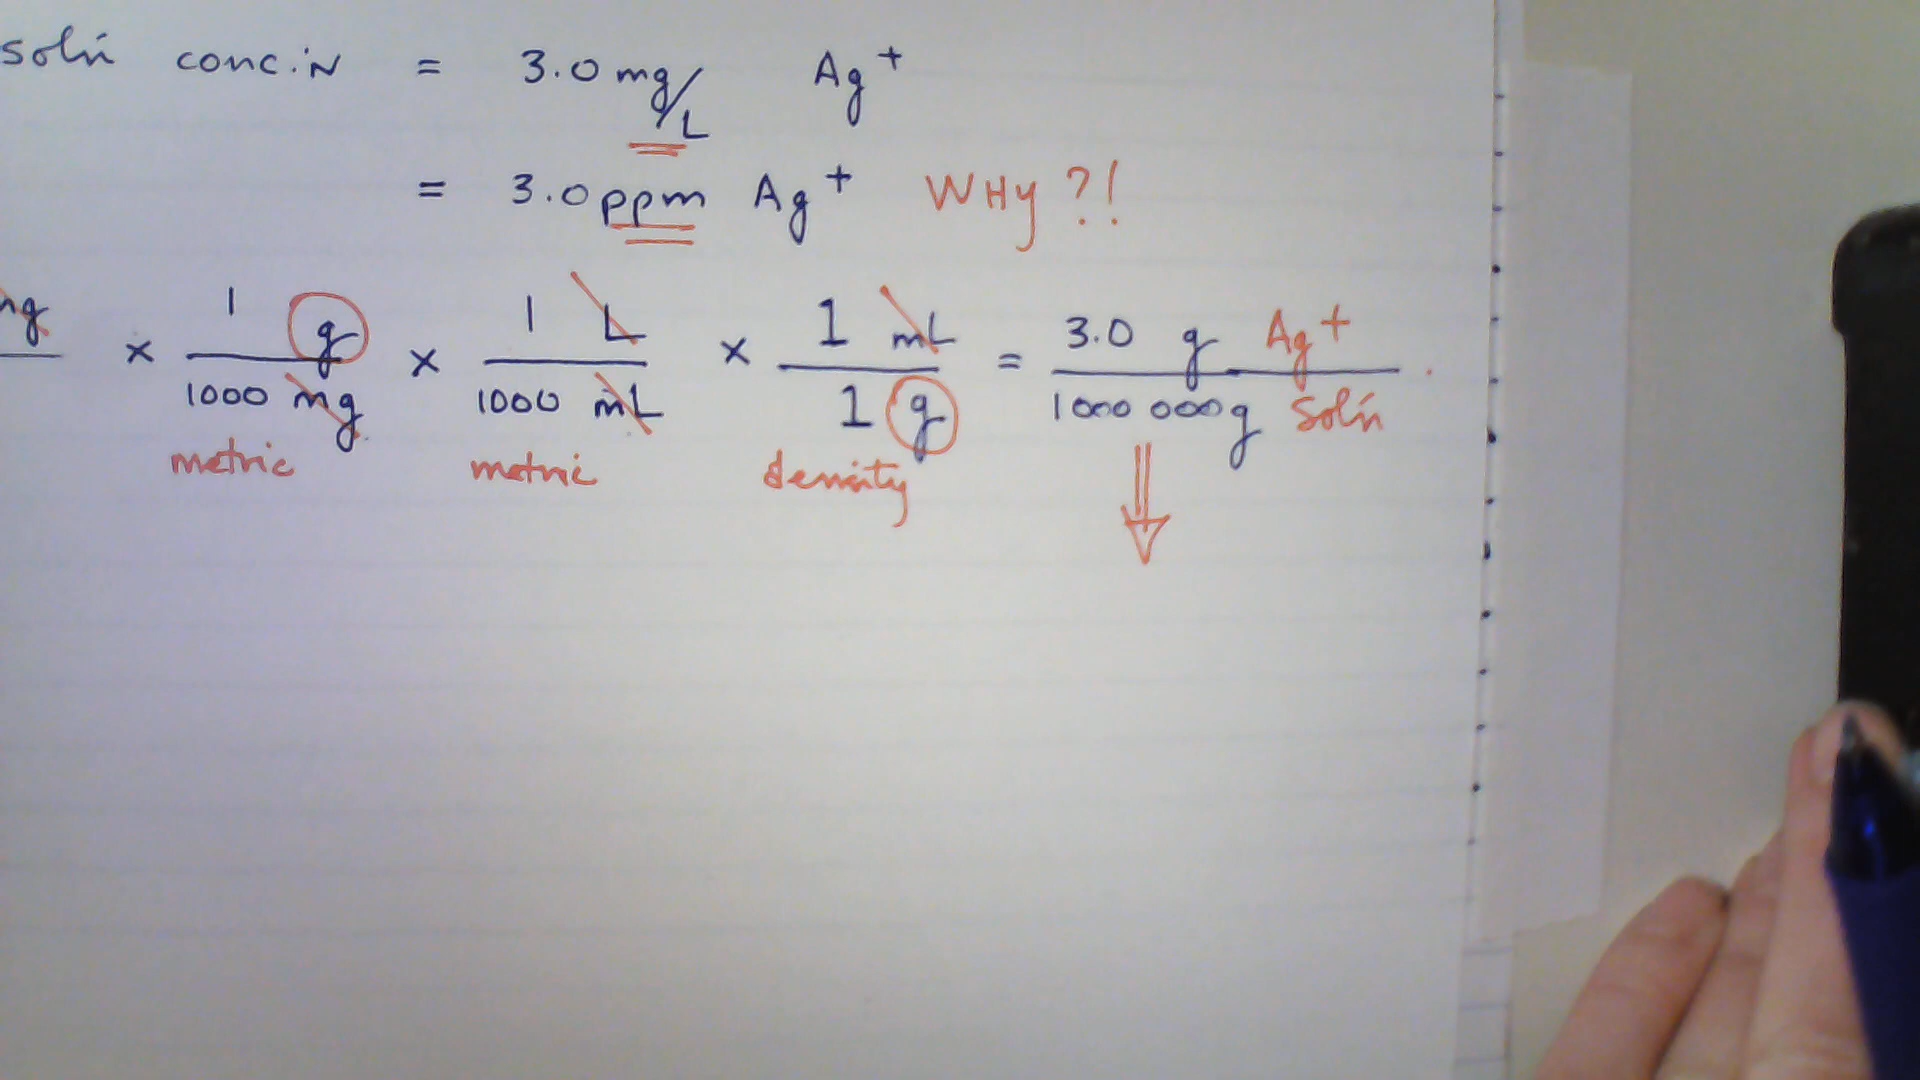 soln conc:N = 3.0 mg/L Ag+
= 3.0 ppm Ag+ WHY?!
mg × 1 g / 1000 mg × 1 L / 1000 mL × 1 mL / 1 g = 3.0 g Ag+ / 1000 000g Soln
metric metric density